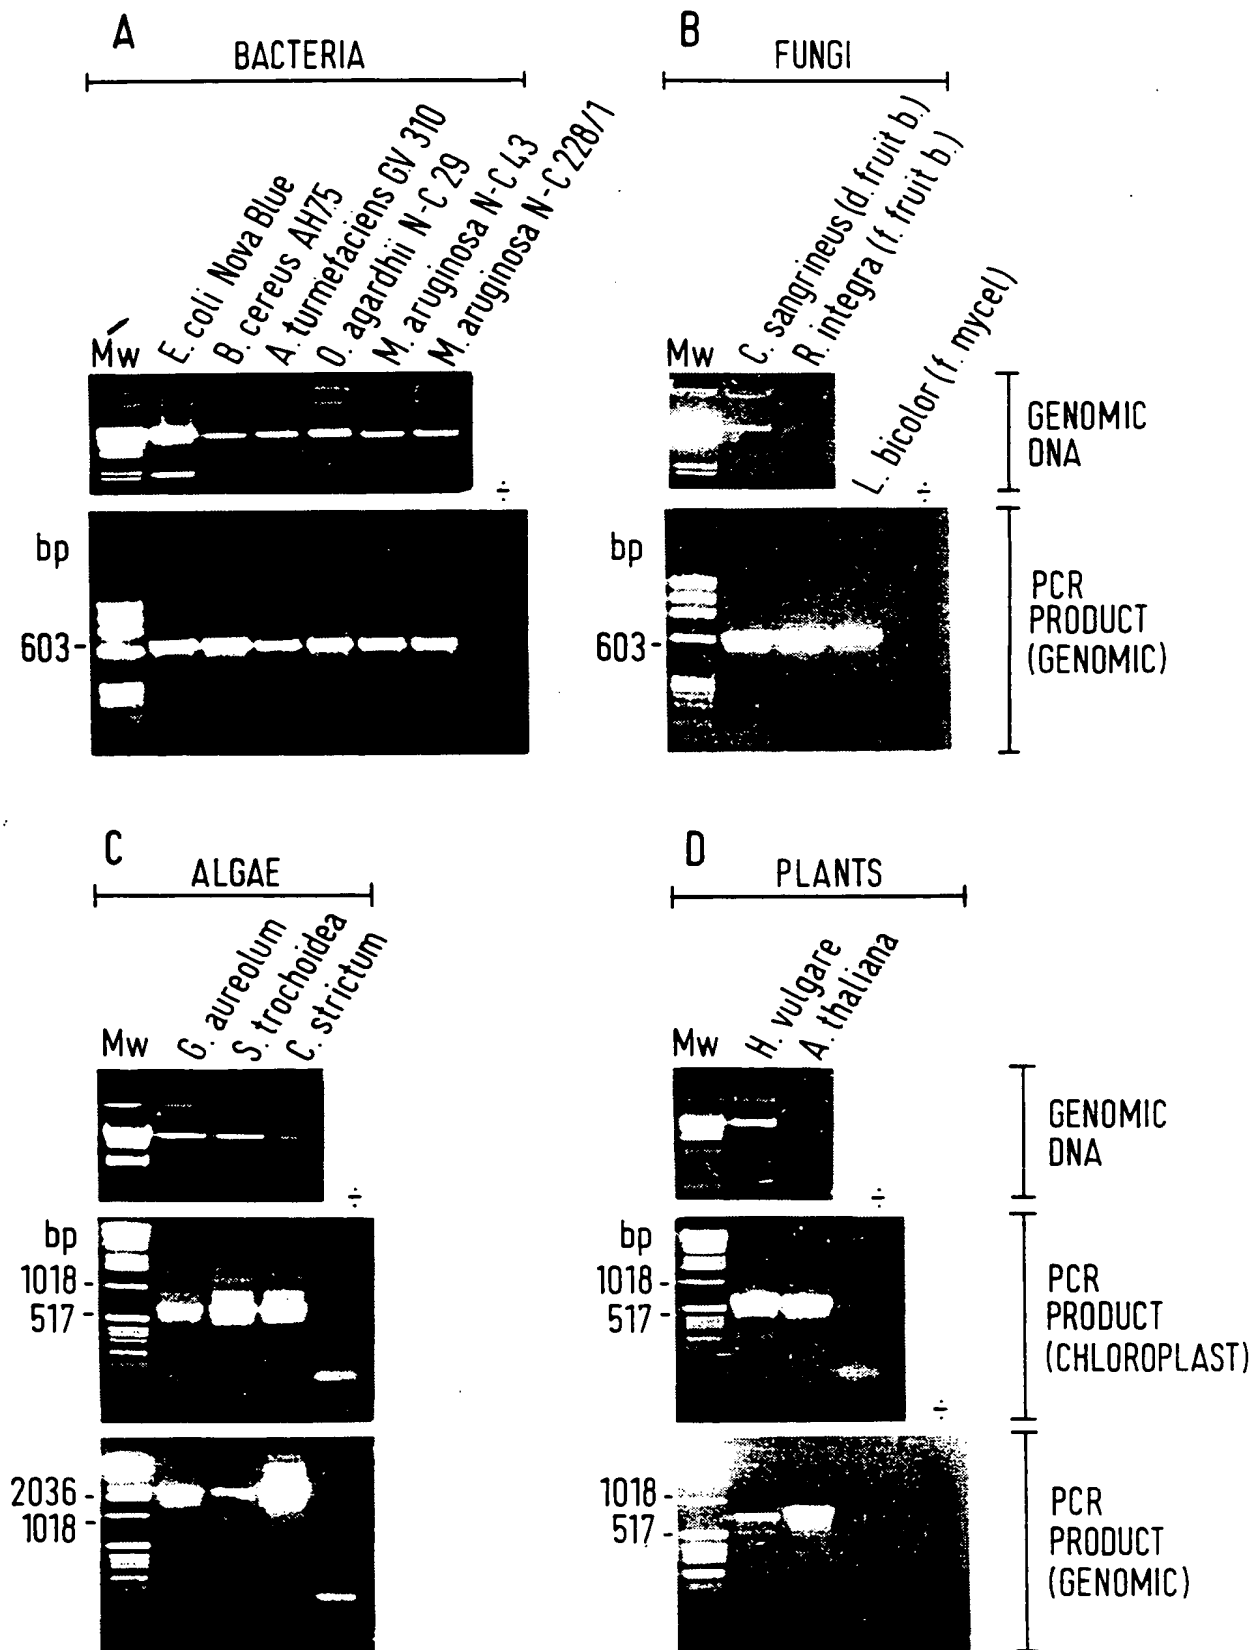 A
BACTERIA
E. coli Nova Blue
B. cereus AH75
A. turmefaciens GV 310
O. agardhii N-C 29
M. aruginosa N-C 43
M. aruginosa N-C 228/1
Mw
÷
bp
603-
B
FUNGI
C. sangrineus (d. fruit b.)
R. integra (f. fruit b.)
L. bicolor (f. mycel)
Mw
÷
bp
603-
GENOMIC
DNA
PCR
PRODUCT
(GENOMIC)
C
ALGAE
G. aureolum
S. trochoidea
C. strictum
Mw
÷
bp
1018-
517-
2036-
1018-
D
PLANTS
H. vulgare
A. thaliana
Mw
÷
bp
1018-
517-
÷
1018-
517-
GENOMIC
DNA
PCR
PRODUCT
(CHLOROPLAST)
PCR
PRODUCT
(GENOMIC)